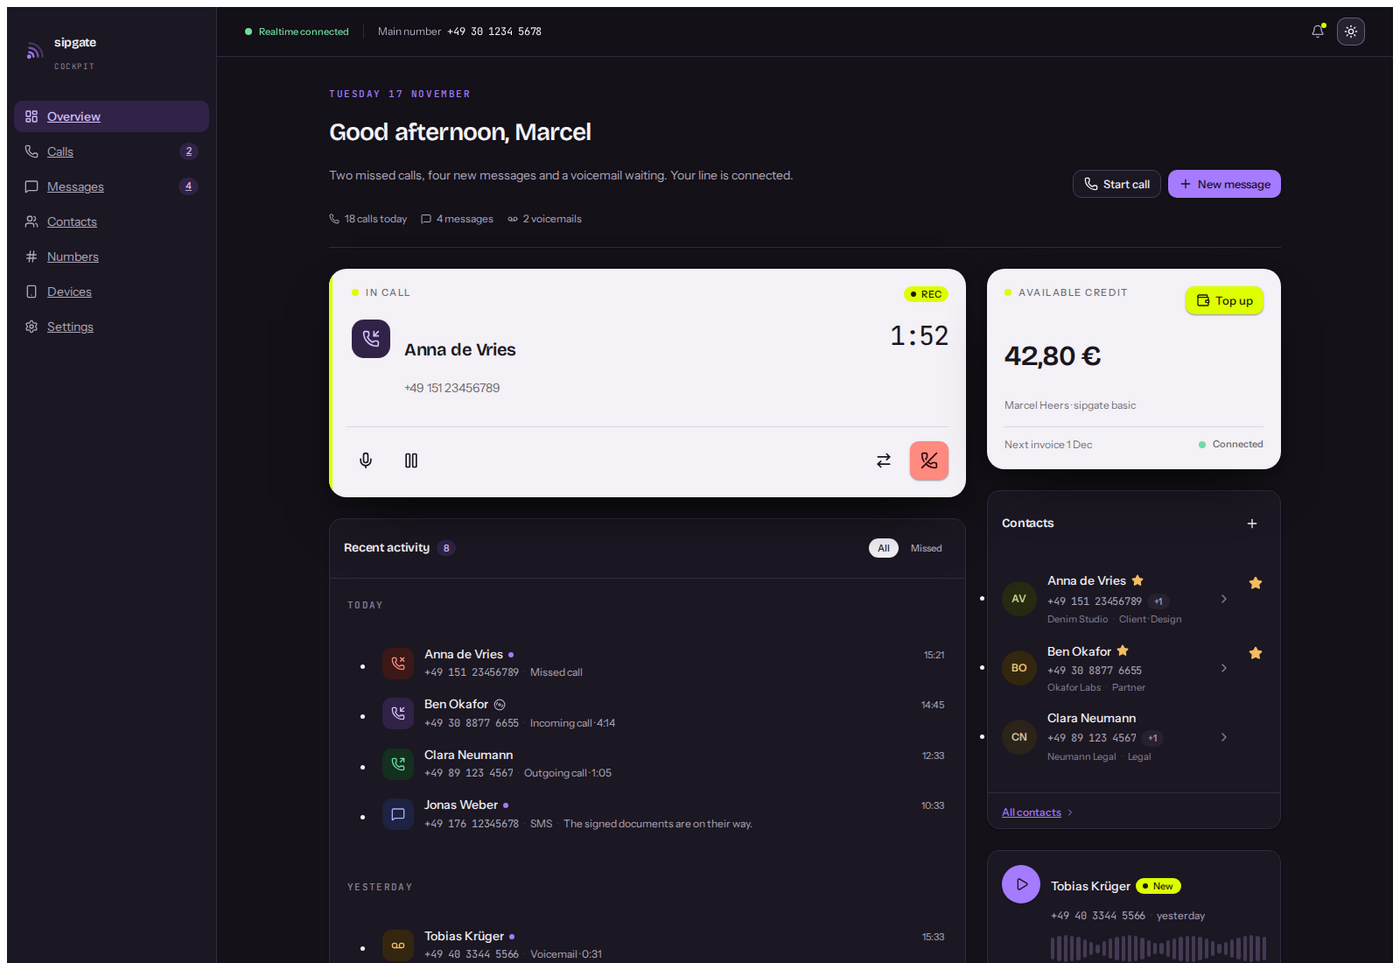 sipgate
COCKPIT
Overview
Calls 2
Messages 4
Contacts
Numbers
Devices
Settings
Realtime connected
Main number +49 30 1234 5678
TUESDAY 17 NOVEMBER
Good afternoon, Marcel
Two missed calls, four new messages and a voicemail waiting. Your line is connected.
18 calls today 4 messages 2 voicemails
Start call
New message
IN CALL
REC
Anna de Vries
1:52
+49 151 23456789
AVAILABLE CREDIT
Top up
42,80 €
Marcel Heers · sipgate basic
Next invoice 1 Dec
Connected
Recent activity 8
All Missed
TODAY
Anna de Vries 15:21
+49 151 23456789 · Missed call
Ben Okafor 14:45
+49 30 8877 6655 · Incoming call · 4:14
Clara Neumann 12:33
+49 89 123 4567 · Outgoing call · 1:05
Jonas Weber 10:33
+49 176 12345678 · SMS · The signed documents are on their way.
YESTERDAY
Tobias Krüger 15:33
+49 40 3344 5566 · Voicemail · 0:31
Contacts
AV
Anna de Vries
+49 151 23456789 +1
Denim Studio · Client · Design
BO
Ben Okafor
+49 30 8877 6655
Okafor Labs · Partner
CN
Clara Neumann
+49 89 123 4567 +1
Neumann Legal · Legal
All contacts
Tobias Krüger New
+49 40 3344 5566 · yesterday